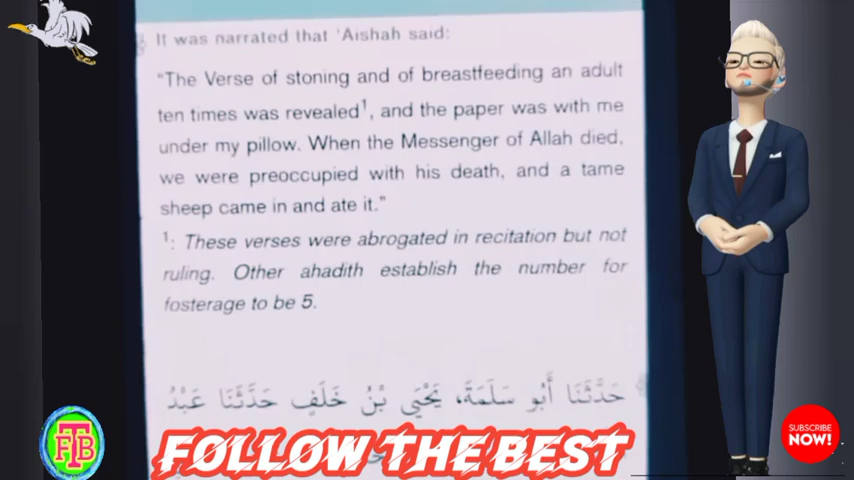 It was narrated that 'Aishah said:
"The Verse of stoning and of breastfeeding an adult
ten times was revealed¹, and the paper was with me
under my pillow. When the Messenger of Allah died,
we were preoccupied with his death, and a tame
sheep came in and ate it."
¹: These verses were abrogated in recitation but not
ruling. Other ahadith establish the number for
fosterage to be 5.
حَدَّثَنَا أَبُو سَلَمَةَ، يَحْيَى بْنُ خَلَفٍ حَدَّثَنَا عَبْدُ
FTB
FOLLOW THE BEST
SUBSCRIBE
NOW!